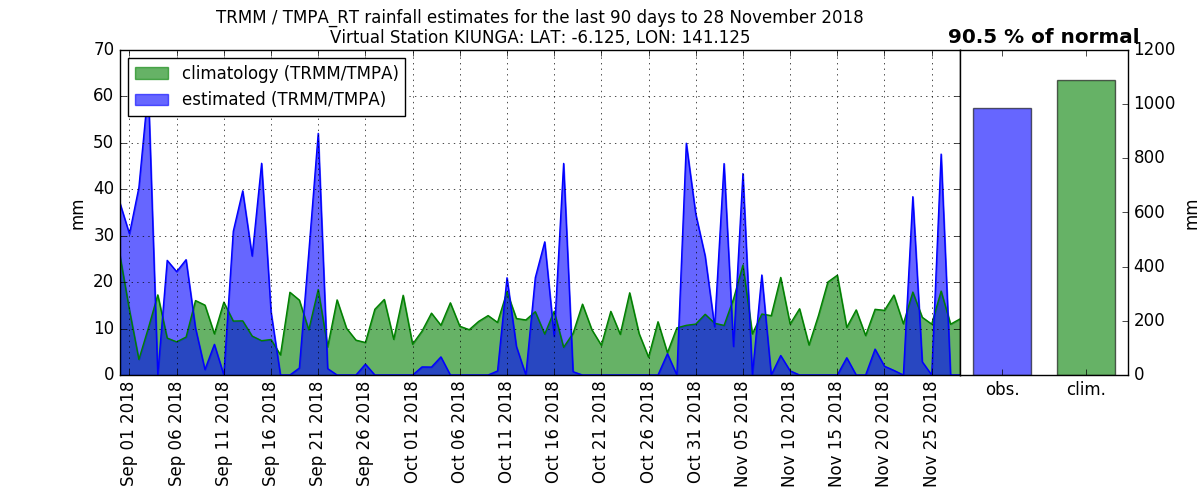 TRMM / TMPA_RT rainfall estimates for the last 90 days to 28 November 2018
Virtual Station KIUNGA: LAT: -6.125, LON: 141.125
90.5 % of normal
climatology (TRMM/TMPA)
estimated (TRMM/TMPA)
70
60
50
40
30
20
10
0
mm
1200
1000
800
600
400
200
0
mm
Sep 01 2018
Sep 06 2018
Sep 11 2018
Sep 16 2018
Sep 21 2018
Sep 26 2018
Oct 01 2018
Oct 06 2018
Oct 11 2018
Oct 16 2018
Oct 21 2018
Oct 26 2018
Oct 31 2018
Nov 05 2018
Nov 10 2018
Nov 15 2018
Nov 20 2018
Nov 25 2018
obs.
clim.